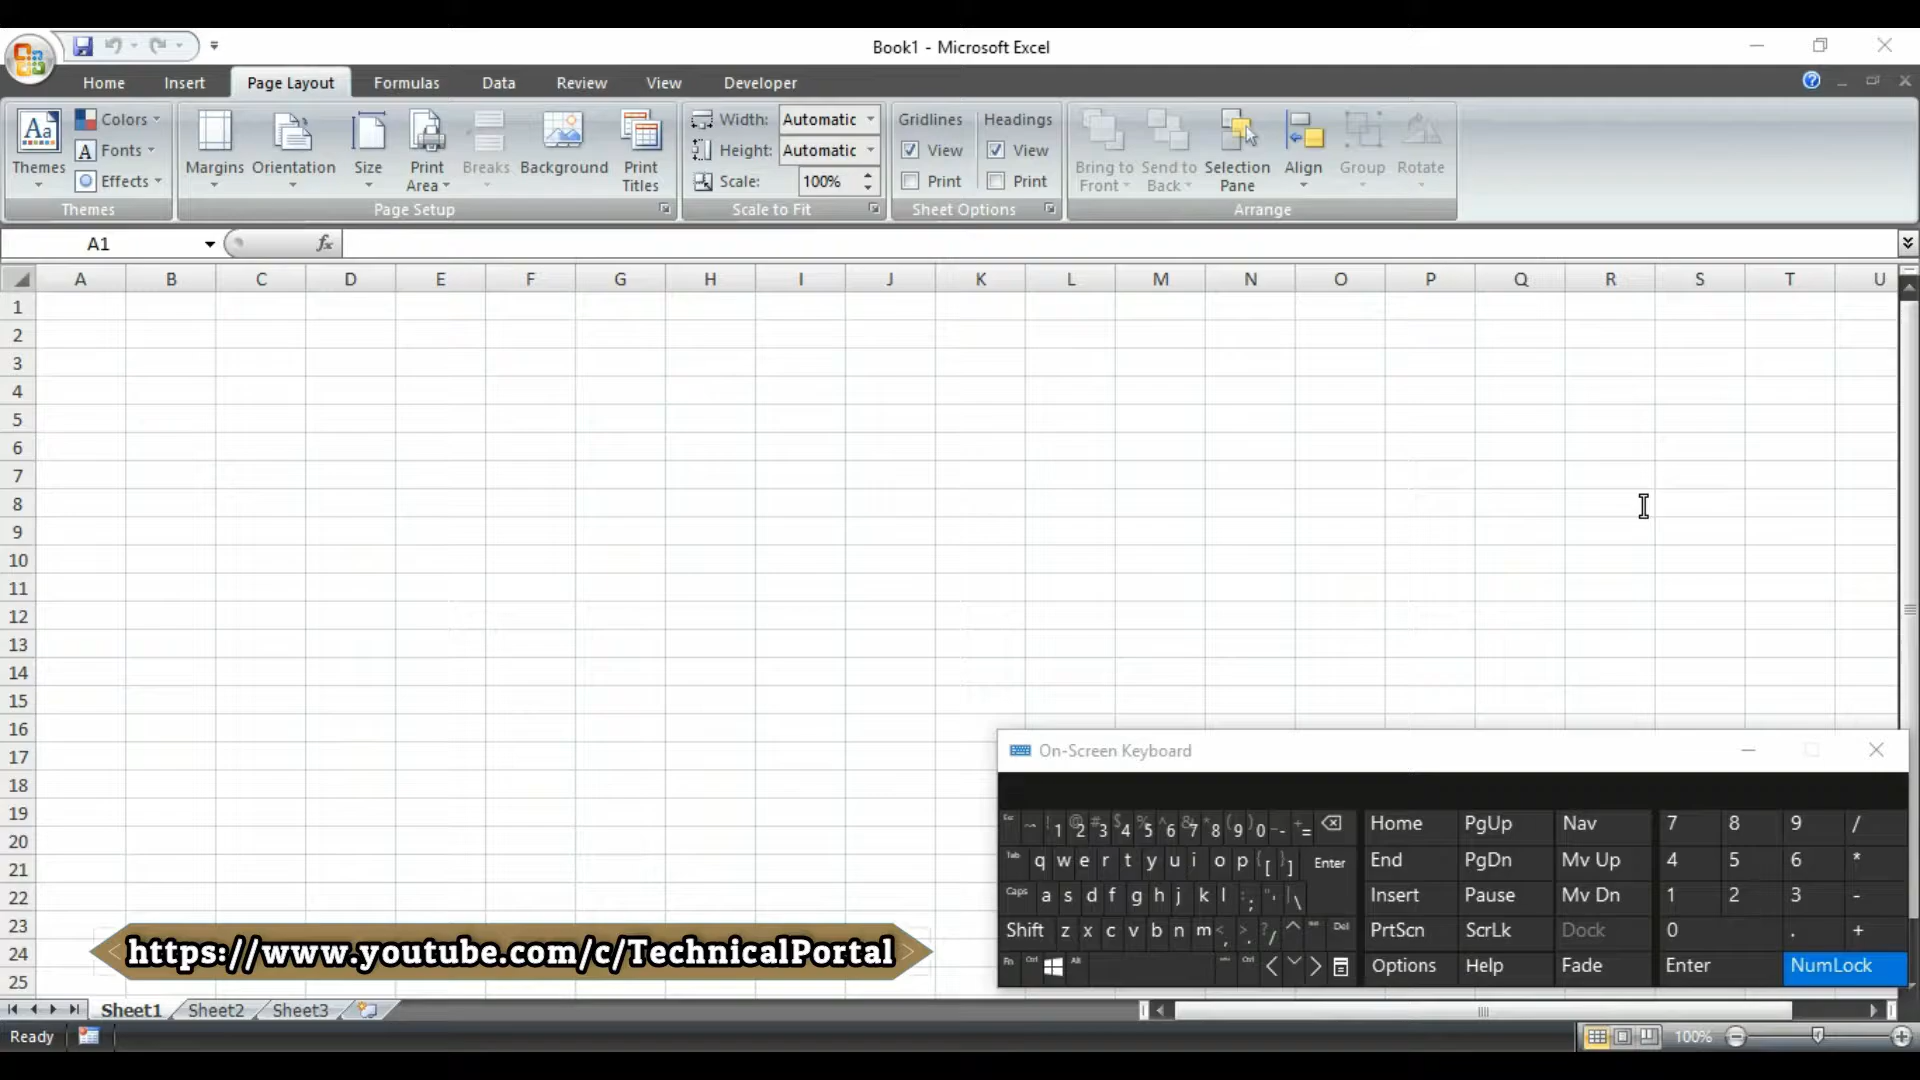 Book1 - Microsoft Excel
Home Insert Page Layout Formulas Data Review View Developer
Themes
Colors
Fonts
Effects
Themes
Margins Orientation Size Print Area Breaks Background Print Titles
Page Setup
Width: Automatic
Height: Automatic
Scale: 100%
Scale to Fit
Gridlines Headings
View View
Print Print
Sheet Options
Bring to Front Send to Back Selection Pane Align Group Rotate
Arrange
A1 fx
A B C D E F G H I J K L M N O P Q R S T U
1
2
3
4
5
6
7
8
9
10
11
12
13
14
15
16
17
18
19
20
21
22
23
24
25
On-Screen Keyboard
! 1 @ 2 # 3 $ 4 % 5 ^ 6 & 7 * 8 ( 9 ) 0 - + = Home PgUp Nav 7 8 9 /
Tab q w e r t y u i o p { [ } ] Enter End PgDn Mv Up 4 5 6 *
Caps a s d f g h j k l : ; " ' | \ Insert Pause Mv Dn 1 2 3 -
Shift z x c v b n m < , > . ? / Del PrtScn ScrLk Dock 0 . +
Fn Ctrl Alt Ctrl Options Help Fade Enter NumLock
https://www.youtube.com/c/TechnicalPortal
Sheet1 Sheet2 Sheet3
Ready 100%